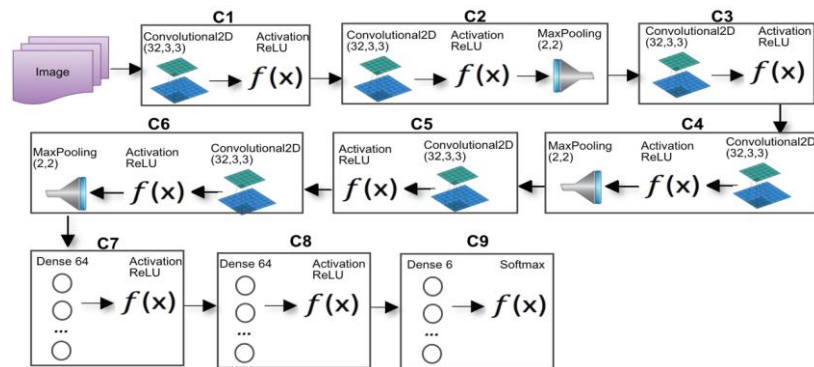 Image
C1
Convolutional2D
(32,3,3)
Activation
ReLU
f(x)
C2
Convolutional2D
(32,3,3)
Activation
ReLU
f(x)
MaxPooling
(2,2)
C3
Convolutional2D
(32,3,3)
Activation
ReLU
f(x)
C4
Convolutional2D
(32,3,3)
Activation
ReLU
f(x)
MaxPooling
(2,2)
C5
Convolutional2D
(32,3,3)
Activation
ReLU
f(x)
C6
Convolutional2D
(32,3,3)
Activation
ReLU
f(x)
MaxPooling
(2,2)
C7
Dense 64
...
Activation
ReLU
f(x)
C8
Dense 64
...
Activation
ReLU
f(x)
C9
Dense 6
...
Softmax
f(x)